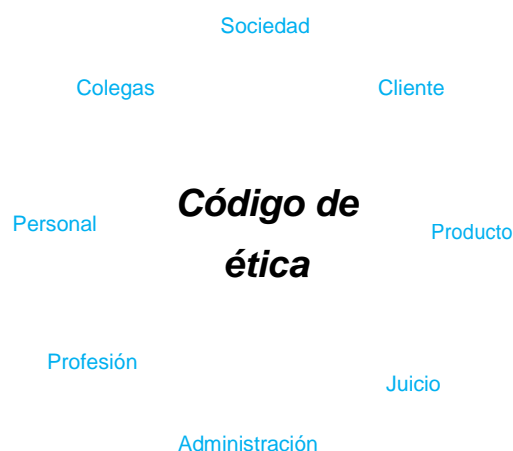 Sociedad
Colegas
Cliente
Código de
ética
Personal
Producto
Profesión
Juicio
Administración